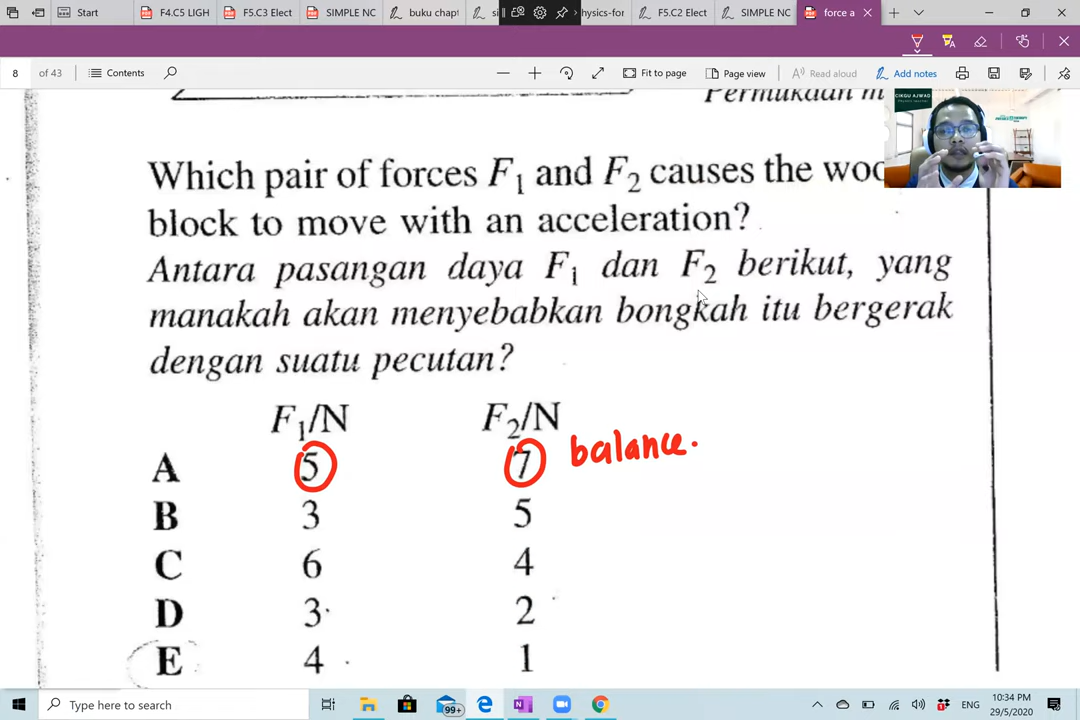 F4.C5 LIGH
F5.C3 Elect
SIMPLE NC
buku chapt
hysics-for
F5.C2 Elect
SIMPLE NC
force a
Start
8 of 43
Contents
Fit to page
Page view
Read aloud
Add notes
CIKGU AJWAD
Permukaan
Which pair of forces F₁ and F₂ causes the woo
block to move with an acceleration?
Antara pasangan daya F₁ dan F₂ berikut, yang
manakah akan menyebabkan bongkah itu bergerak
dengan suatu pecutan?
F₁/N F₂/N
A 5 7 balance.
B 3 5
C 6 4
D 3 2
E 4 1
Type here to search
99+
ENG
10:34 PM
29/5/2020